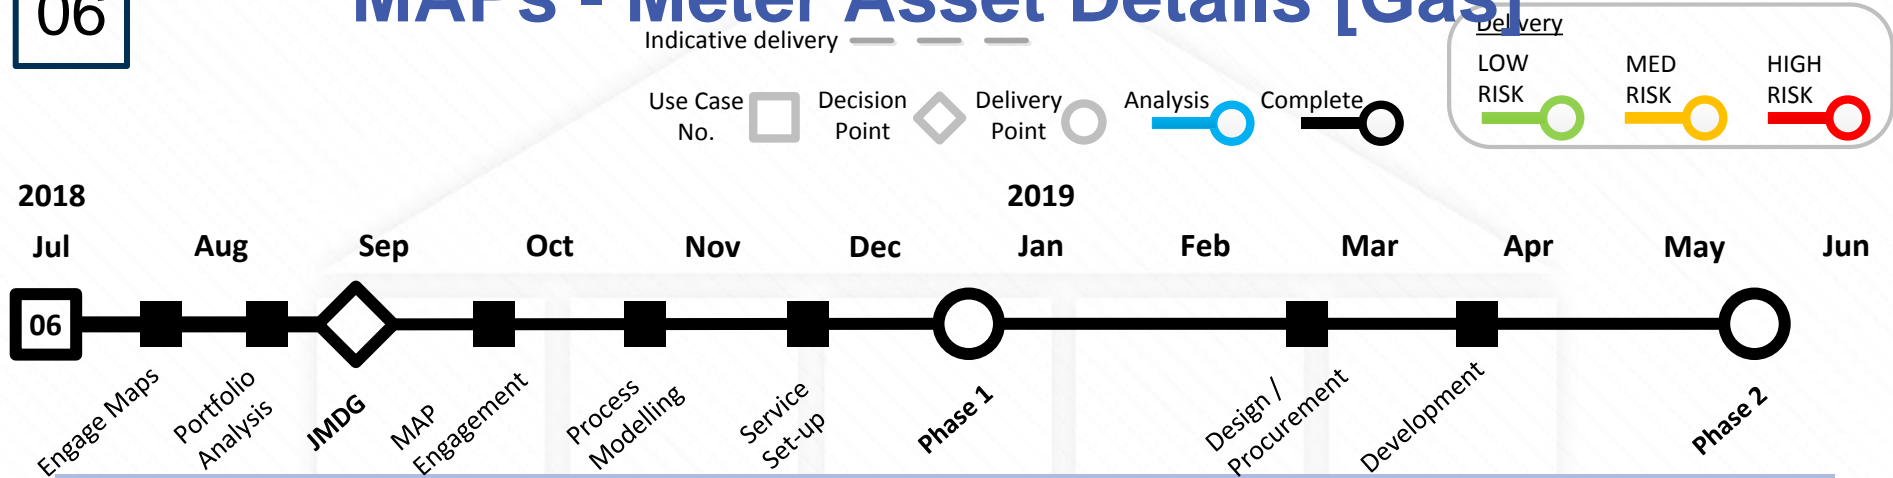 06
MAPs - Meter Asset Details [Gas]
Indicative delivery
Delivery
LOW
RISK
MED
RISK
HIGH
RISK
Use Case
No.
Decision
Point
Delivery
Point
Analysis
Complete
2018
2019
Jul Aug Sep Oct Nov Dec Jan Feb Mar Apr May Jun
06
Engage Maps
Portfolio
Analysis
JMDG
MAP
Engagement
Process
Modelling
Service
Set-up
Phase 1
Design /
Procurement
Development
Phase 2